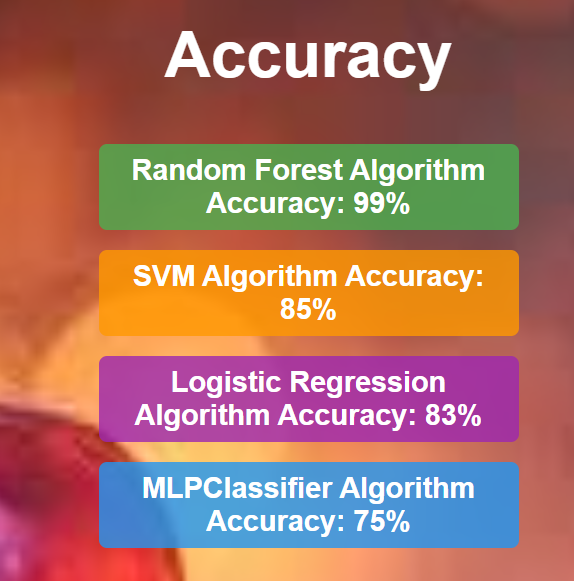 Accuracy
Random Forest Algorithm
Accuracy: 99%
SVM Algorithm Accuracy:
85%
Logistic Regression
Algorithm Accuracy: 83%
MLPClassifier Algorithm
Accuracy: 75%